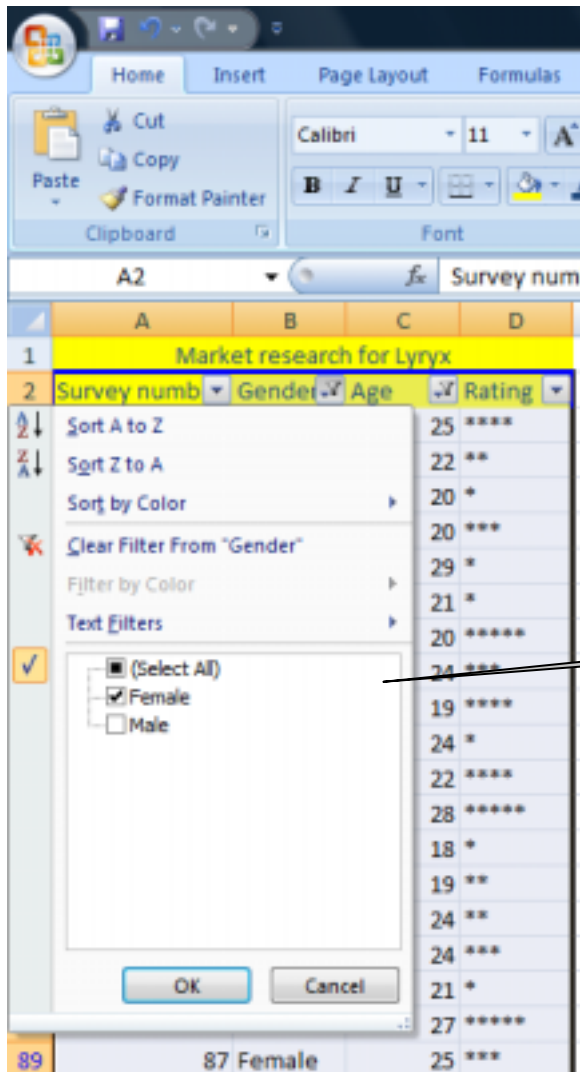 Home Insert Page Layout Formulas
Cut
Copy
Paste
Format Painter
Calibri 11 A
B I U
Clipboard Font
A2 fx Survey num
A B C D
1 Market research for Lyryx
2 Survey numb Gender Age Rating
Sort A to Z 25 ****
Sort Z to A 22 **
Sort by Color 20 *
20 ***
Clear Filter From "Gender" 29 *
Filter by Color 21 *
Text Filters 20 *****
(Select All) 24 ***
Female 19 ****
Male 24 *
22 ****
28 *****
18 *
19 **
24 **
24 ***
OK Cancel 21 *
27 *****
89 87 Female 25 ***